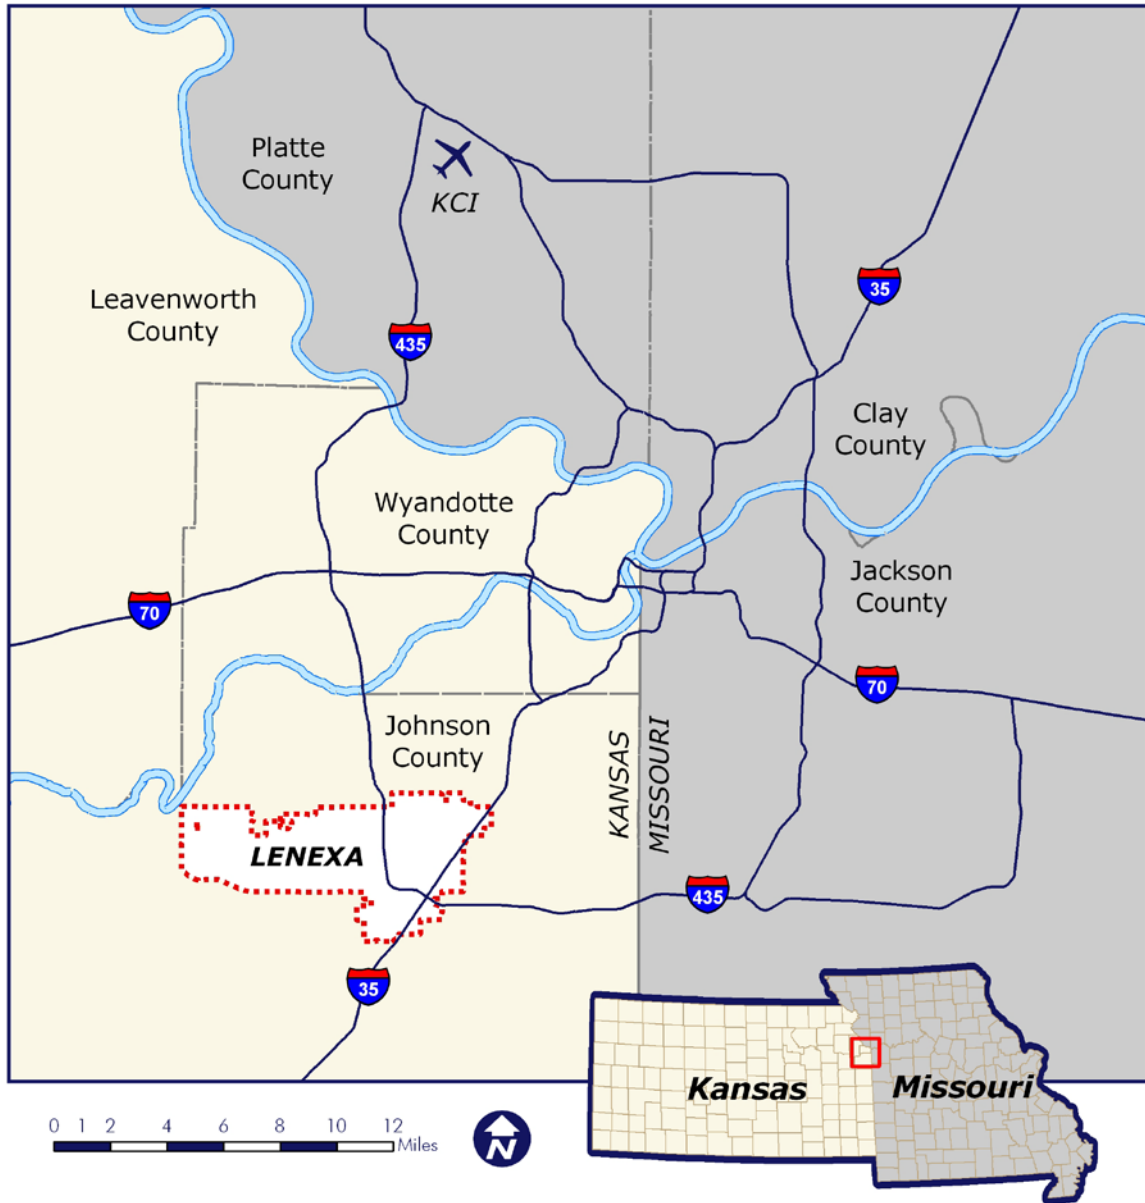 Platte
County
KCI
35
Leavenworth
County
435
Clay
County
Wyandotte
County
Jackson
County
70
70
Johnson
County
KANSAS
MISSOURI
LENEXA
435
35
Kansas
Missouri
0 1 2 4 6 8 10 12
Miles
N